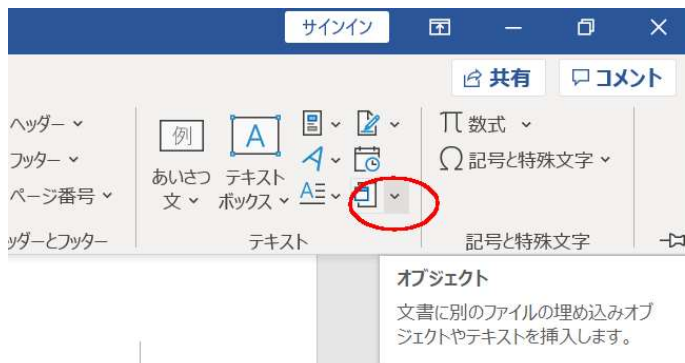 サインイン
共有
コメント
ヘッダー
フッター
ページ番号
ッダーとフッター
例
あいさつ
文
A
テキスト
ボックス
テキスト
π 数式
Ω 記号と特殊文字
記号と特殊文字
オブジェクト
文書に別のファイルの埋め込みオブ
ジェクトやテキストを挿入します。